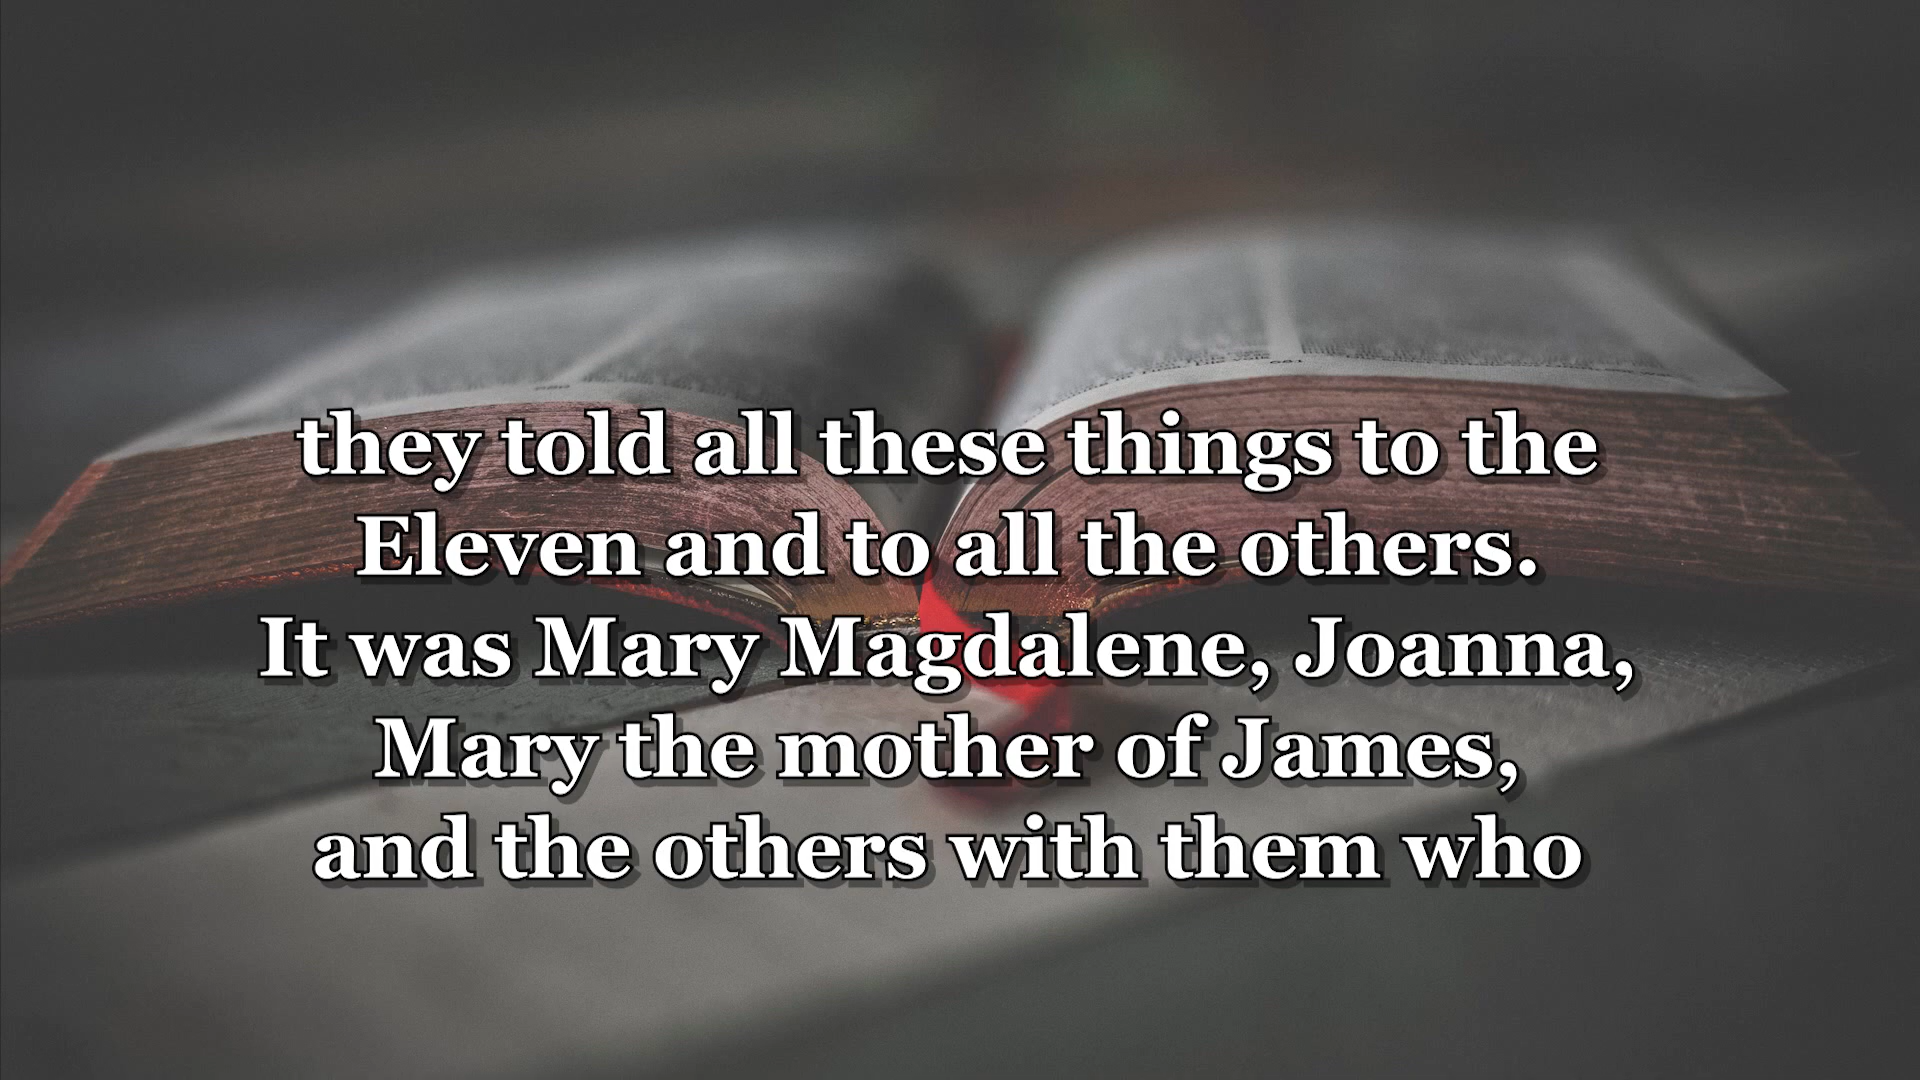 they told all these things to the
Eleven and to all the others.
It was Mary Magdalene, Joanna,
Mary the mother of James,
and the others with them who